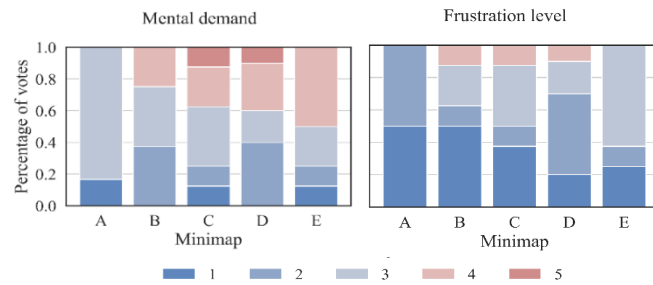 Mental demand
Percentage of votes
1.0
0.8
0.6
0.4
0.2
0.0
A B C D E
Minimap
Frustration level
A B C D E
Minimap
1 2 3 4 5